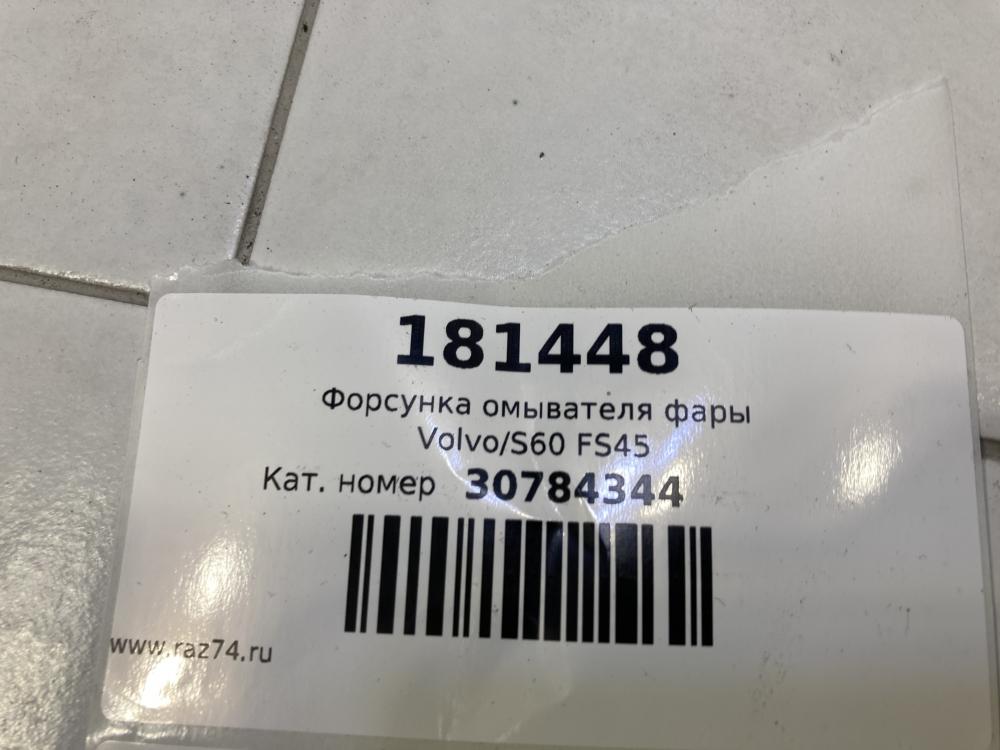 181448
Форсунка омывателя фары
Volvo/S60 FS45
Кат. номер 30784344
www.raz74.ru